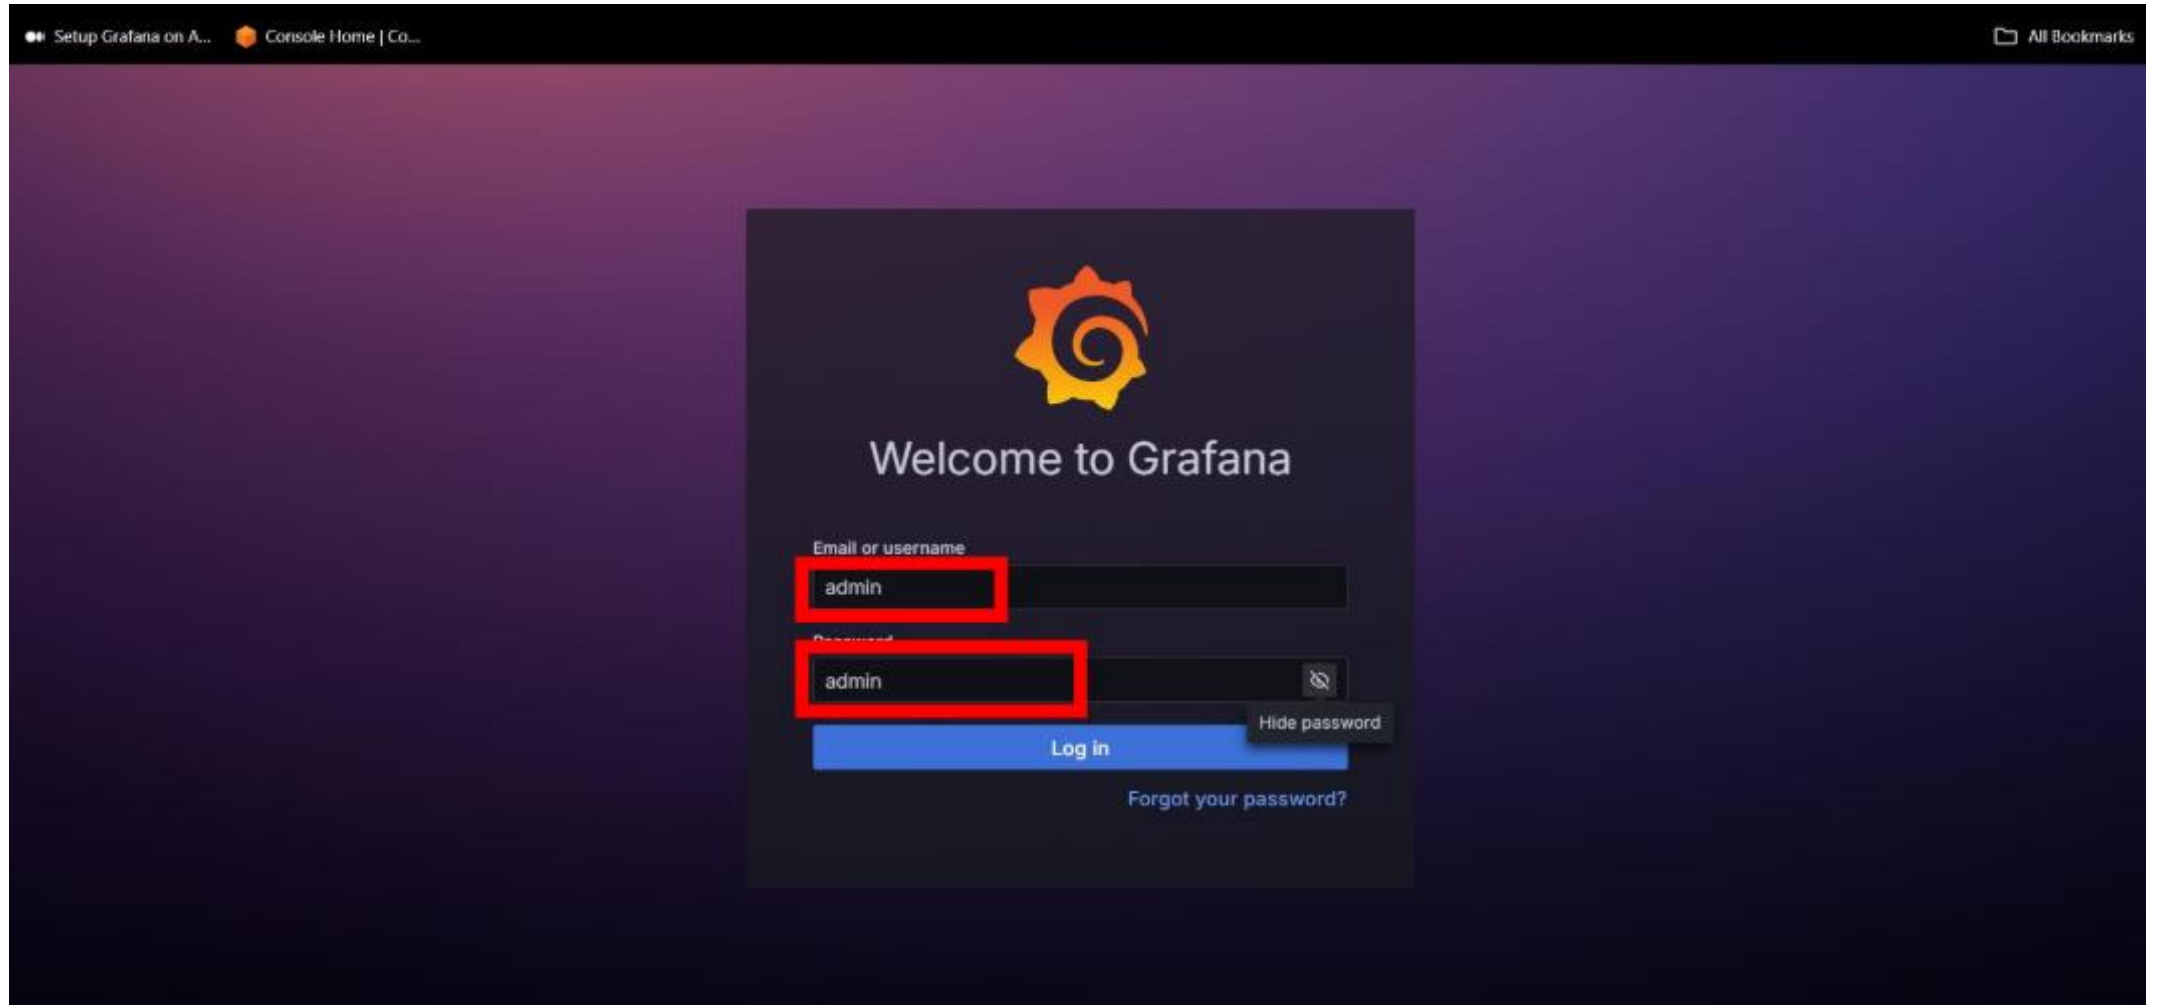 Setup Grafana on A... Console Home | Co... All Bookmarks
Welcome to Grafana
Email or username
admin
Password
admin
Hide password
Log in
Forgot your password?